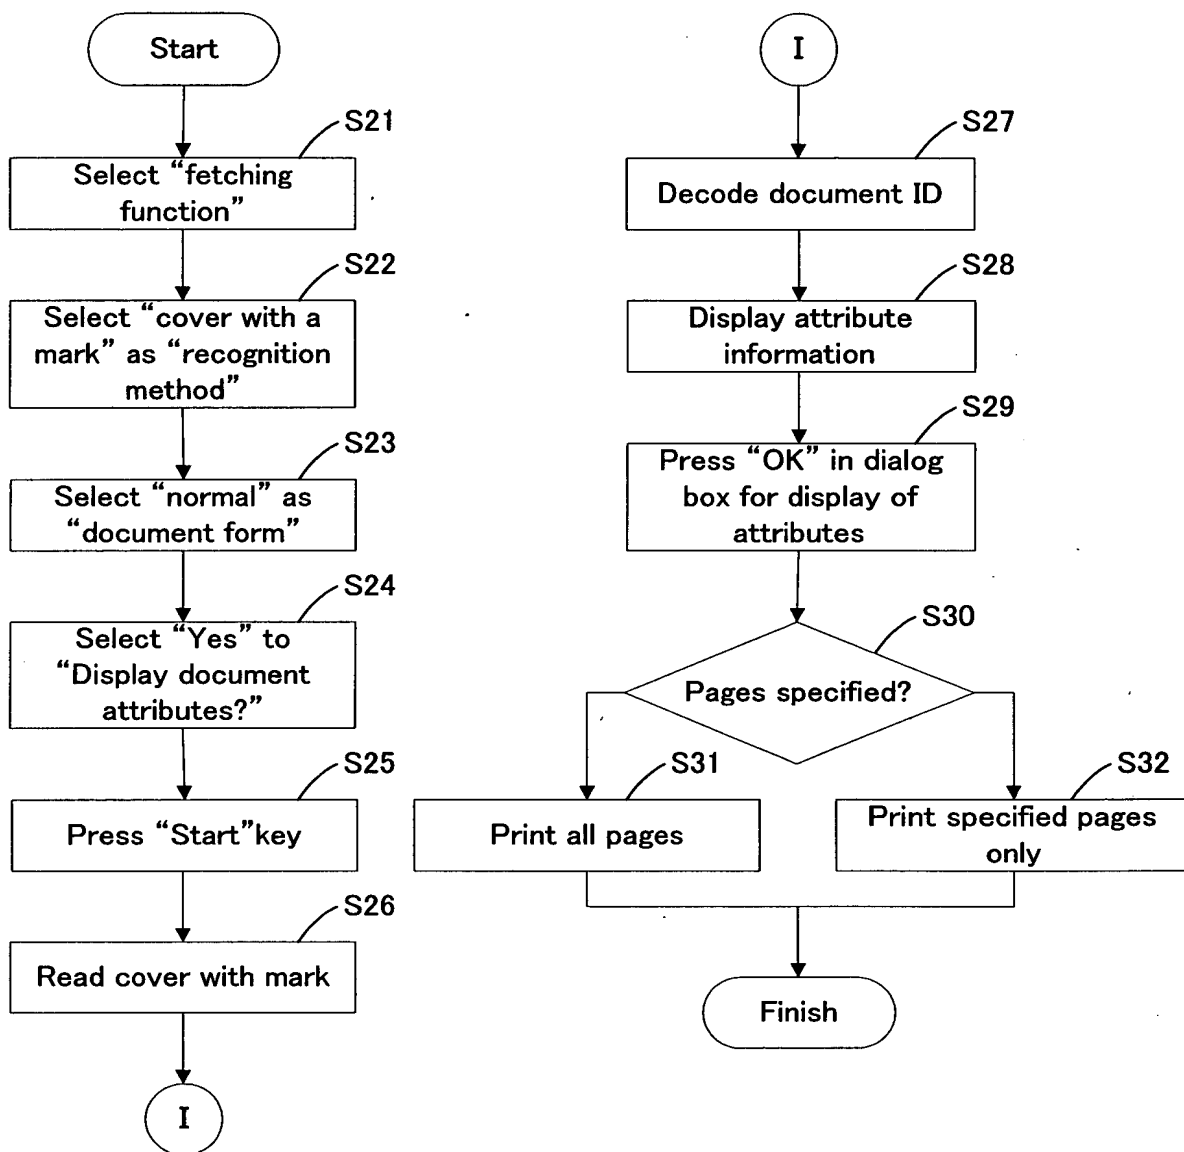 Start
S21
Select “fetching
function”
S22
Select “cover with a
mark” as “recognition
method”
S23
Select “normal” as
“document form”
S24
Select “Yes” to
“Display document
attributes?”
S25
Press “Start”key
S26
Read cover with mark
I
I
S27
Decode document ID
S28
Display attribute
information
S29
Press “OK” in dialog
box for display of
attributes
S30
Pages specified?
S31
Print all pages
S32
Print specified pages
only
Finish